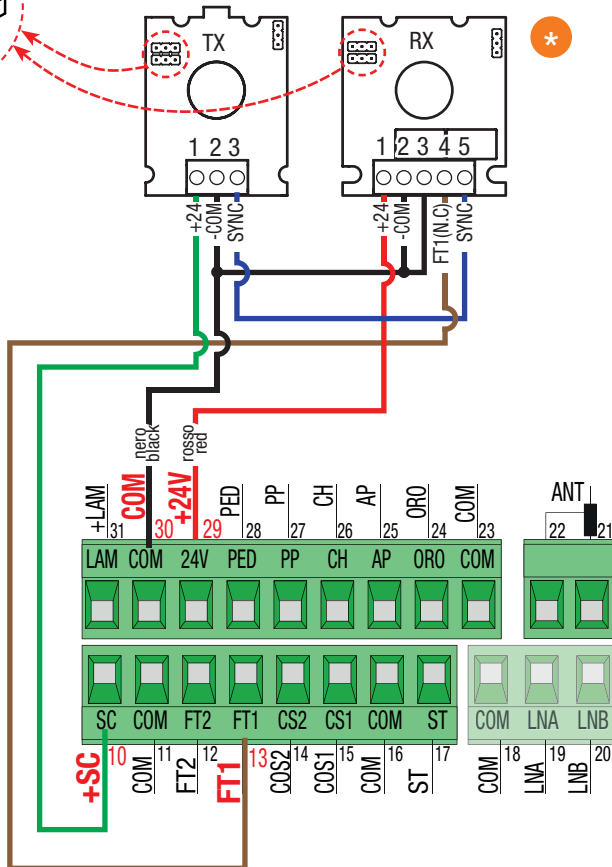 TX RX *
1 2 3 1 2 3 4 5
+24 -COM SYNC +24 -COM FT1(N.C) SYNC
nero black rosso red
+LAM COM +24V PED PP CH AP ORO COM ANT
31 30 29 28 27 26 25 24 23 22 21
LAM COM 24V PED PP CH AP ORO COM
SC COM FT2 FT1 CS2 CS1 COM ST COM LNA LNB
10 11 12 13 14 15 16 17 18 19 20
+SC COM FT2 FT1 COS2 COS1 COM ST COM LNA LNB